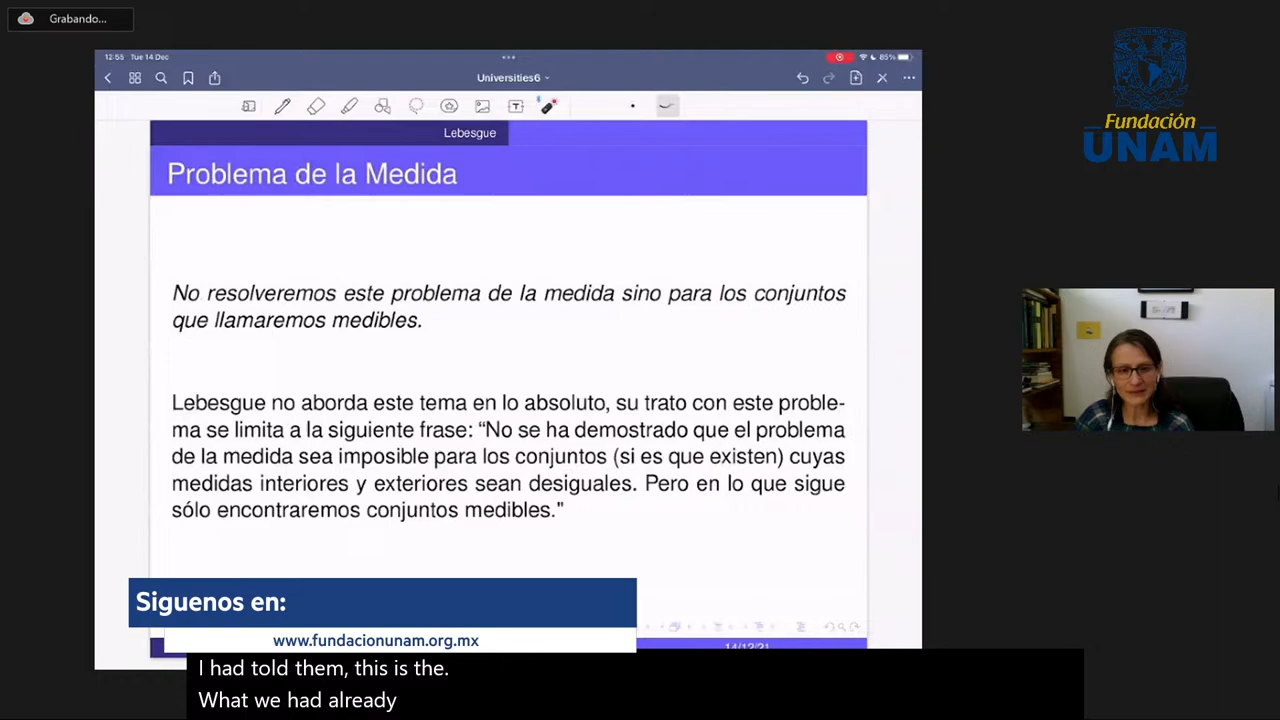 Grabando...
12:55 Tue 14 Dec
85%
Universities6
Fundación
UNAM
Lebesgue
Problema de la Medida
No resolveremos este problema de la medida sino para los conjuntos
que llamaremos medibles.
Lebesgue no aborda este tema en lo absoluto, su trato con este proble-
ma se limita a la siguiente frase: “No se ha demostrado que el problema
de la medida sea imposible para los conjuntos (si es que existen) cuyas
medidas interiores y exteriores sean desiguales. Pero en lo que sigue
sólo encontraremos conjuntos medibles."
Siguenos en:
www.fundacionunam.org.mx
14/12/21
I had told them, this is the.
What we had already